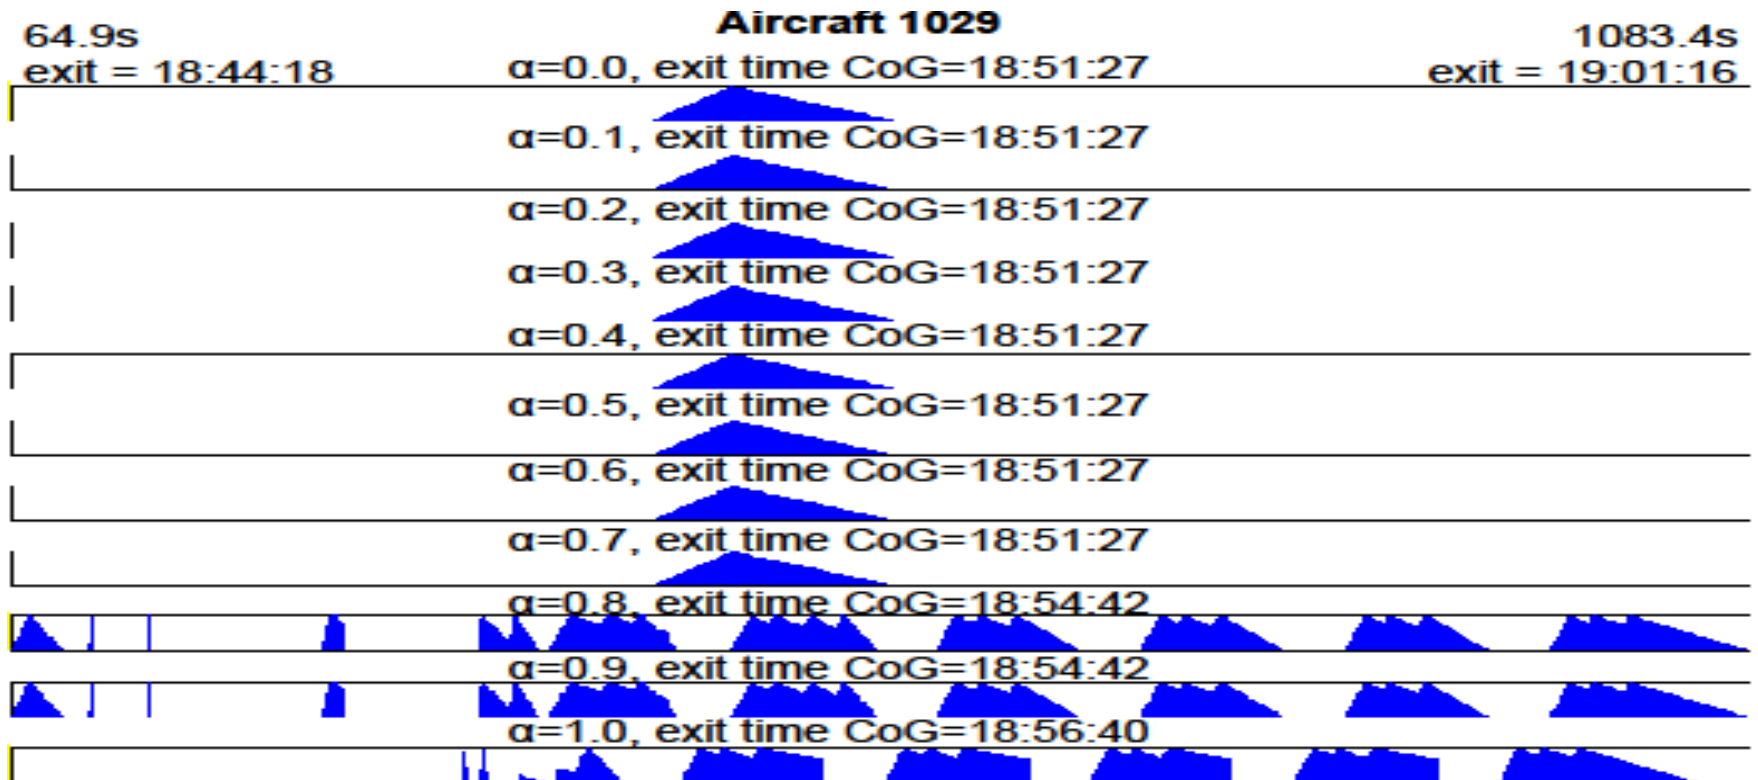 Aircraft 1029
64.9s
1083.4s
exit = 18:44:18
α=0.0, exit time CoG=18:51:27
exit = 19:01:16
α=0.1, exit time CoG=18:51:27
α=0.2, exit time CoG=18:51:27
α=0.3, exit time CoG=18:51:27
α=0.4, exit time CoG=18:51:27
α=0.5, exit time CoG=18:51:27
α=0.6, exit time CoG=18:51:27
α=0.7, exit time CoG=18:51:27
α=0.8, exit time CoG=18:54:42
α=0.9, exit time CoG=18:54:42
α=1.0, exit time CoG=18:56:40